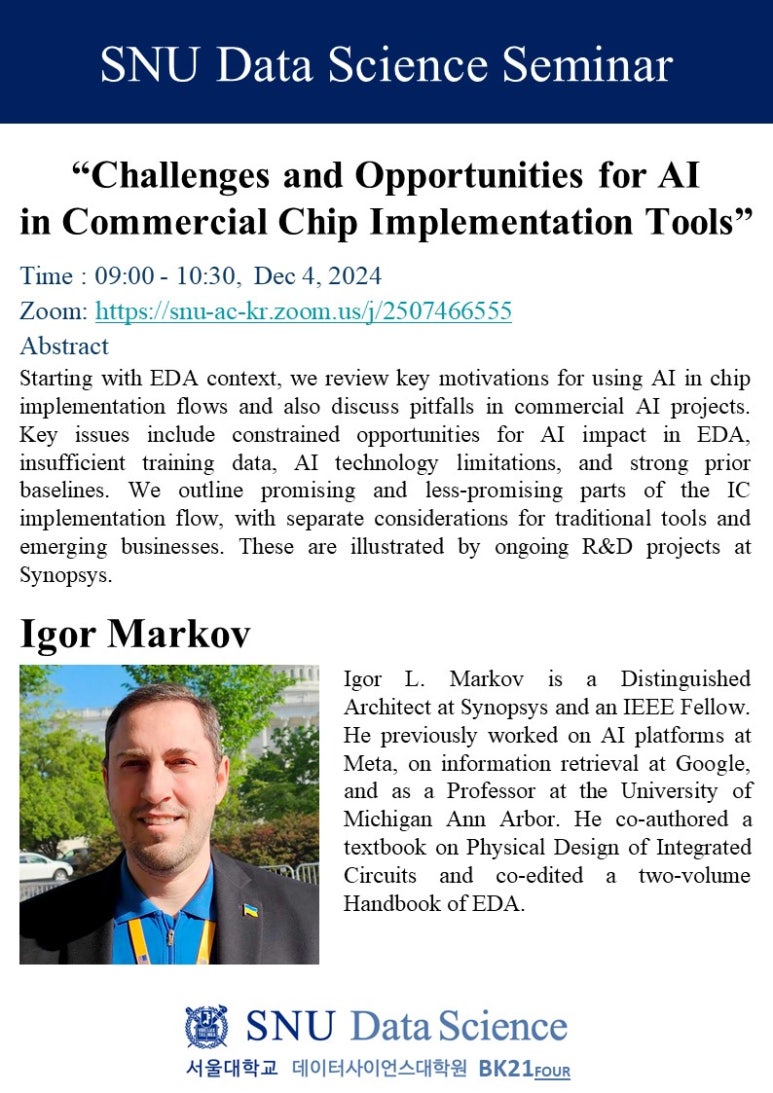 SNU Data Science Seminar
“Challenges and Opportunities for AI
in Commercial Chip Implementation Tools”
Time : 09:00 - 10:30, Dec 4, 2024
Zoom: https://snu-ac-kr.zoom.us/j/2507466555
Abstract
Starting with EDA context, we review key motivations for using AI in chip
implementation flows and also discuss pitfalls in commercial AI projects.
Key issues include constrained opportunities for AI impact in EDA,
insufficient training data, AI technology limitations, and strong prior
baselines. We outline promising and less-promising parts of the IC
implementation flow, with separate considerations for traditional tools and
emerging businesses. These are illustrated by ongoing R&D projects at
Synopsys.
Igor Markov
Igor L. Markov is a Distinguished
Architect at Synopsys and an IEEE Fellow.
He previously worked on AI platforms at
Meta, on information retrieval at Google,
and as a Professor at the University of
Michigan Ann Arbor. He co-authored a
textbook on Physical Design of Integrated
Circuits and co-edited a two-volume
Handbook of EDA.
SNU Data Science
서울대학교 데이터사이언스대학원 BK21FOUR